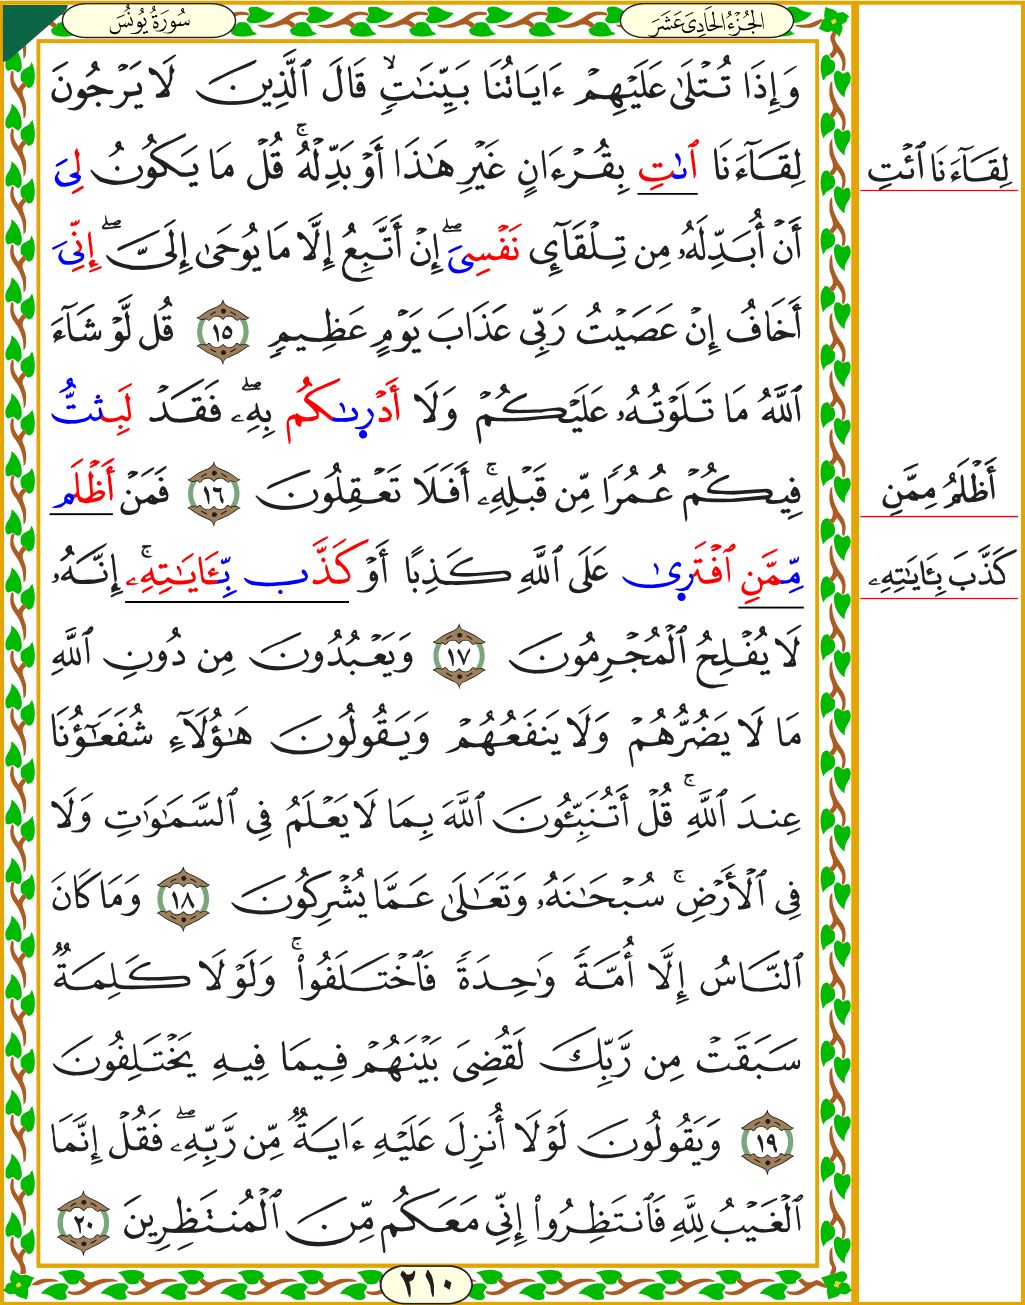 الجُزْءُ الحَادِى عَشَرَ
سُورَةُ يُونُسَ
وَإِذَا تُتْلَىٰ عَلَيْهِمْ ءَايَاتُنَا بَيِّنَٰتٍۙ قَالَ ٱلَّذِينَ لَا يَرْجُونَ
لِقَآءَنَا ٱىٰتِ بِقُرْءَانٍ غَيْرِ هَٰذَا أَوْ بَدِّلْهُۚ قُلْ مَا يَكُونُ لِىَ
لِقَآءَنَا ٱئْتِ
أَنْ أُبَدِّلَهُۥ مِن تِلْقَآئِ نَفْسِىَۖ إِنْ أَتَّبِعُ إِلَّا مَا يُوحَىٰ إِلَىَّۖ إِنِّىَ
أَخَافُ إِنْ عَصَيْتُ رَبِّى عَذَابَ يَوْمٍ عَظِيمٍ ١٥ قُل لَّوْ شَآءَ
ٱللَّهُ مَا تَلَوْتُهُۥ عَلَيْكُمْ وَلَا أَدْرِىٰكُم بِهِۦۖ فَقَدْ لَبِثتُّ
فِيكُمْ عُمُرًا مِّن قَبْلِهِۦۚ أَفَلَا تَعْقِلُونَ ١٦ فَمَنْ أَظْلَم
أَظْلَمُ مِمَّنِ
مِّمَّنِ ٱفْتَرِىٰ عَلَى ٱللَّهِ كَذِبًا أَوْ كَذَّب بِّـَٔايَٰتِهِۦۚ إِنَّهُۥ
كَذَّبَ بِـَٔايَٰتِهِۦ
لَا يُفْلِحُ ٱلْمُجْرِمُونَ ١٧ وَيَعْبُدُونَ مِن دُونِ ٱللَّهِ
مَا لَا يَضُرُّهُمْ وَلَا يَنفَعُهُمْ وَيَقُولُونَ هَٰٓؤُلَآءِ شُفَعَٰٓؤُنَا
عِندَ ٱللَّهِۚ قُلْ أَتُنَبِّـُٔونَ ٱللَّهَ بِمَا لَا يَعْلَمُ فِى ٱلسَّمَٰوَٰتِ وَلَا
فِى ٱلْأَرْضِۚ سُبْحَٰنَهُۥ وَتَعَٰلَىٰ عَمَّا يُشْرِكُونَ ١٨ وَمَا كَانَ
ٱلنَّاسُ إِلَّا أُمَّةً وَٰحِدَةً فَٱخْتَلَفُوا۟ۚ وَلَوْلَا كَلِمَةٌ
سَبَقَتْ مِن رَّبِّكَ لَقُضِىَ بَيْنَهُمْ فِيمَا فِيهِ يَخْتَلِفُونَ
١٩ وَيَقُولُونَ لَوْلَا أُنزِلَ عَلَيْهِ ءَايَةٌ مِّن رَّبِّهِۦۖ فَقُلْ إِنَّمَا
ٱلْغَيْبُ لِلَّهِ فَٱنتَظِرُوا۟ إِنِّى مَعَكُم مِّنَ ٱلْمُنتَظِرِينَ ٢٠
٢١٠